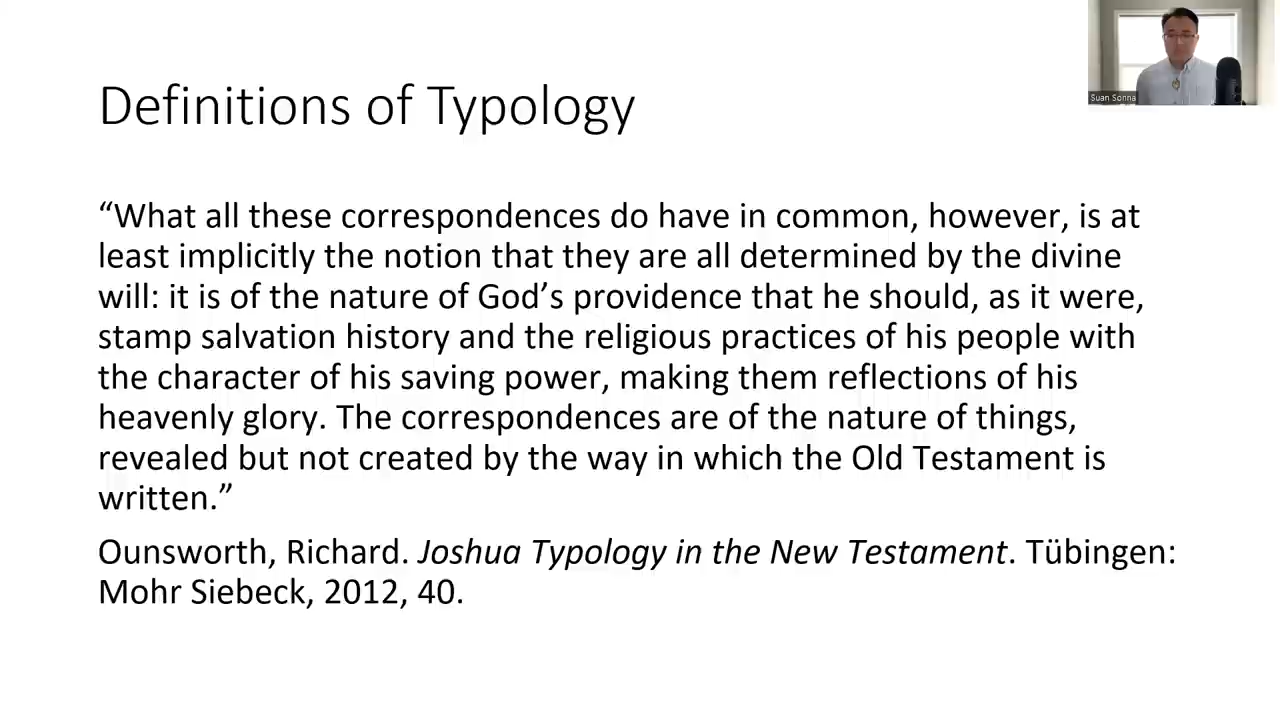 Suan Sonna
Definitions of Typology
“What all these correspondences do have in common, however, is at
least implicitly the notion that they are all determined by the divine
will: it is of the nature of God’s providence that he should, as it were,
stamp salvation history and the religious practices of his people with
the character of his saving power, making them reflections of his
heavenly glory. The correspondences are of the nature of things,
revealed but not created by the way in which the Old Testament is
written.”
Ounsworth, Richard. Joshua Typology in the New Testament. Tübingen:
Mohr Siebeck, 2012, 40.